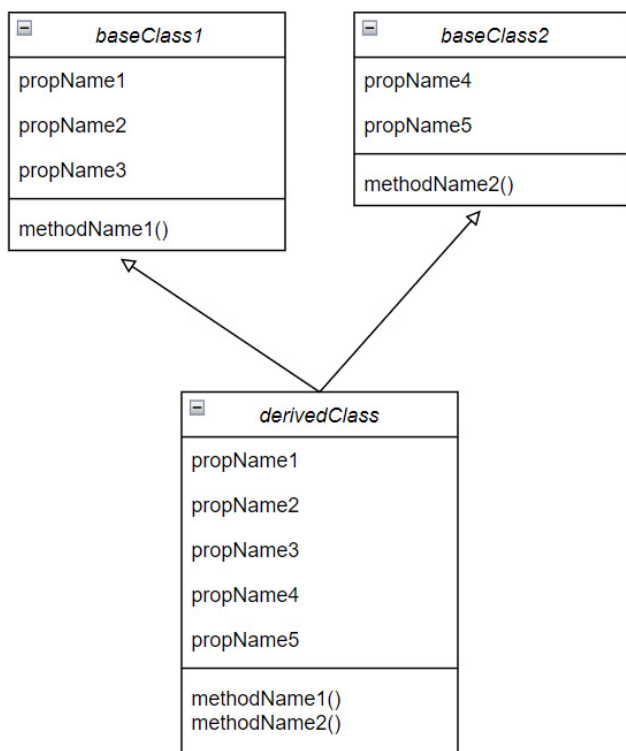 baseClass1
propName1
propName2
propName3
methodName1()
baseClass2
propName4
propName5
methodName2()
derivedClass
propName1
propName2
propName3
propName4
propName5
methodName1()
methodName2()